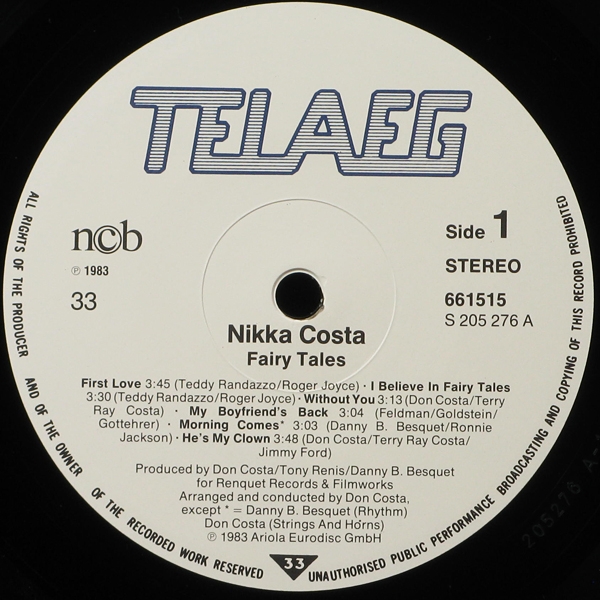 TELAEG
ncb
℗ 1983
33
Side 1
STEREO
661515
S 205 276 A
Nikka Costa
Fairy Tales
First Love 3:45 (Teddy Randazzo/Roger Joyce) · I Believe In Fairy Tales
3:30 (Teddy Randazzo/Roger Joyce) · Without You 3:13 (Don Costa/Terry
Ray Costa) · My Boyfriend's Back 3:04 (Feldman/Goldstein/
Gottehrer) · Morning Comes* 3:03 (Danny B. Besquet/Ronnie
Jackson) · He's My Clown 3:48 (Don Costa/Terry Ray Costa/
Jimmy Ford)
Produced by Don Costa/Tony Renis/Danny B. Besquet
for Renquet Records & Filmworks
Arranged and conducted by Don Costa,
except * = Danny B. Besquet (Rhythm)
Don Costa (Strings And Horns)
℗ 1983 Ariola Eurodisc GmbH
ALL RIGHTS OF THE PRODUCER AND OF THE OWNER OF THE RECORDED WORK RESERVED
33
UNAUTHORISED PUBLIC PERFORMANCE BROADCASTING AND COPYING OF THIS RECORD PROHIBITED